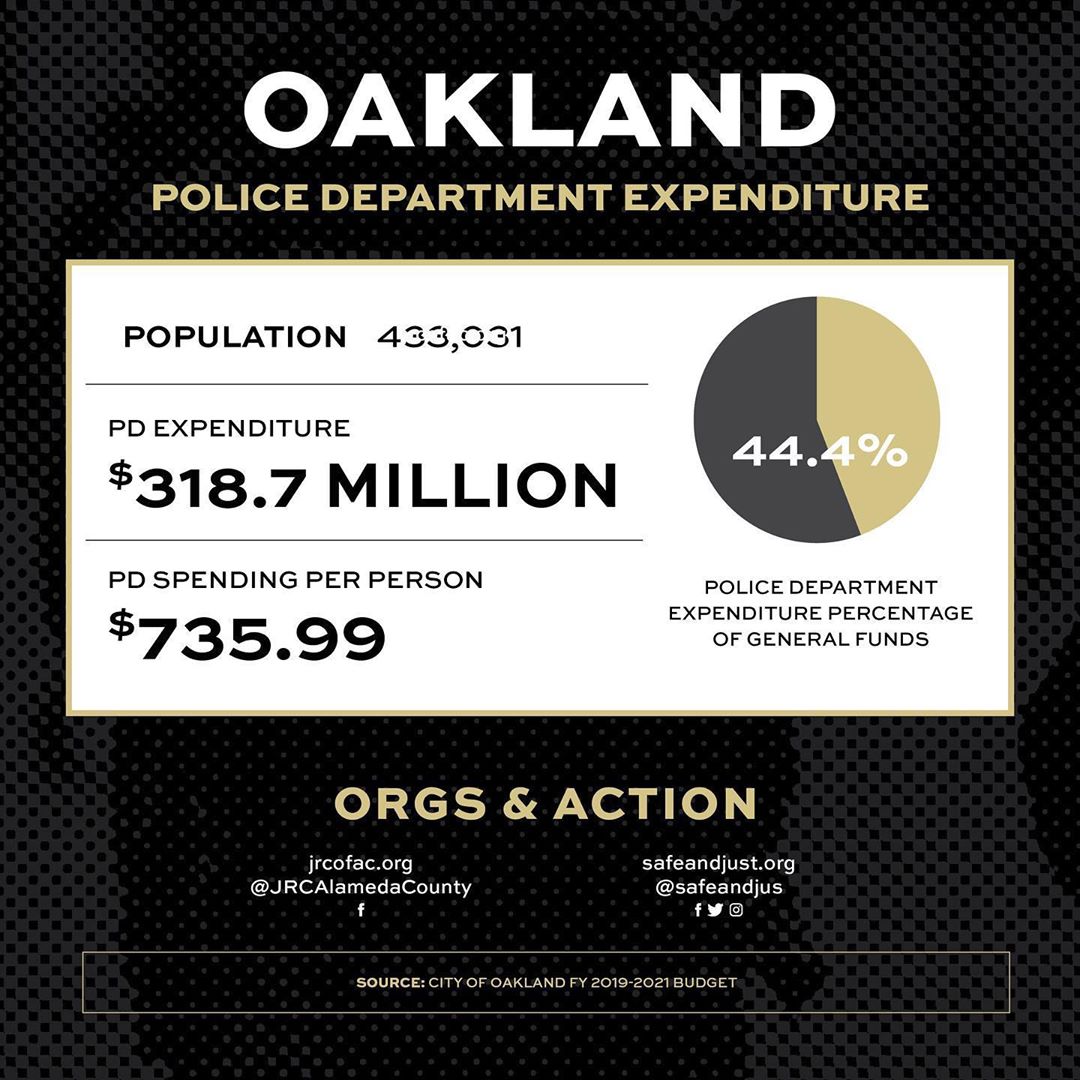 OAKLAND
POLICE DEPARTMENT EXPENDITURE
POPULATION 433,031
PD EXPENDITURE
$318.7 MILLION
PD SPENDING PER PERSON
$735.99
44.4%
POLICE DEPARTMENT
EXPENDITURE PERCENTAGE
OF GENERAL FUNDS
ORGS & ACTION
jrcofac.org
@JRCAlamedaCounty
safeandjust.org
@safeandjus
SOURCE: CITY OF OAKLAND FY 2019-2021 BUDGET